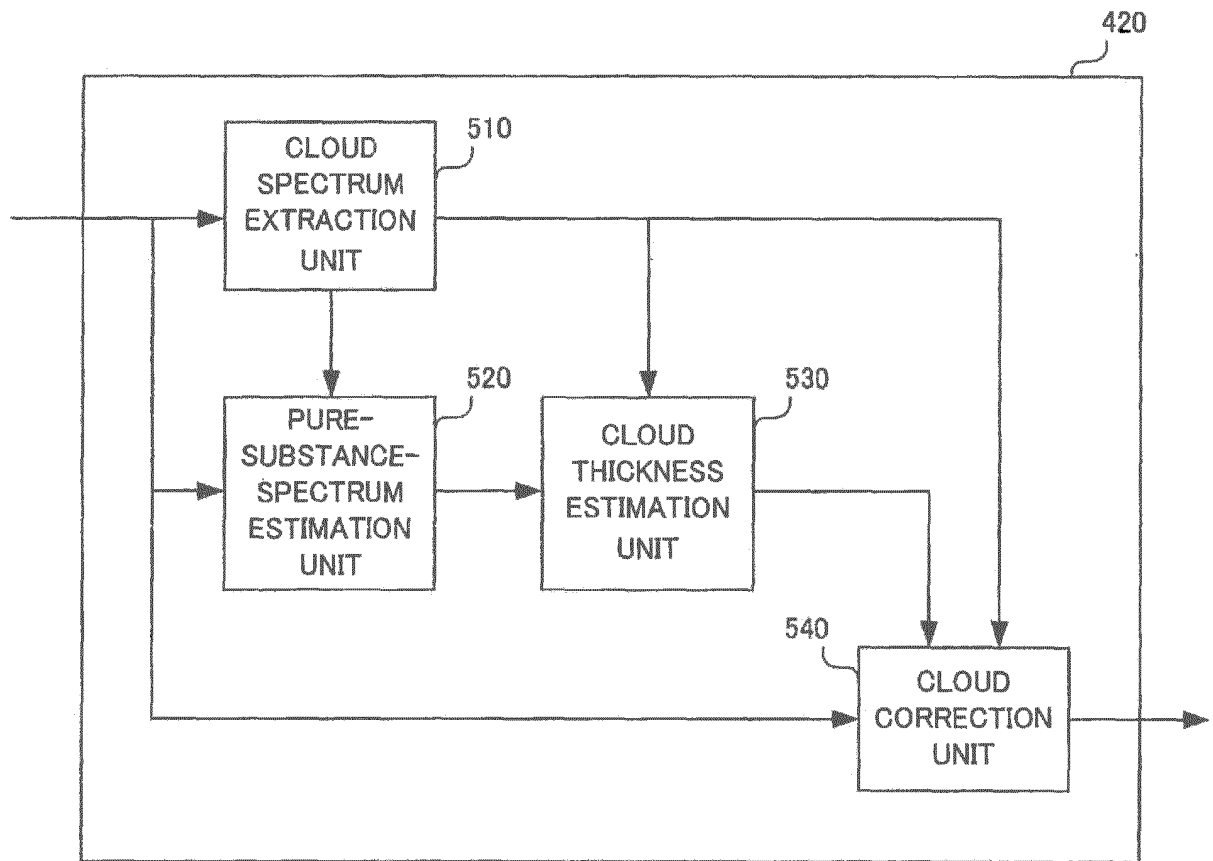 420
510
CLOUD
SPECTRUM
EXTRACTION
UNIT
520
PURE-
SUBSTANCE-
SPECTRUM
ESTIMATION
UNIT
530
CLOUD
THICKNESS
ESTIMATION
UNIT
540
CLOUD
CORRECTION
UNIT